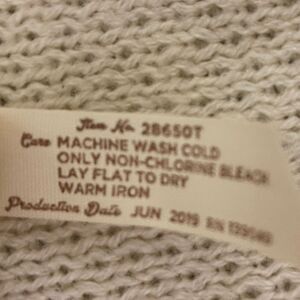 Item No. 28650T
Care MACHINE WASH COLD
ONLY NON-CHLORINE BLEACH
LAY FLAT TO DRY
WARM IRON
Production Date JUN 2019 RN